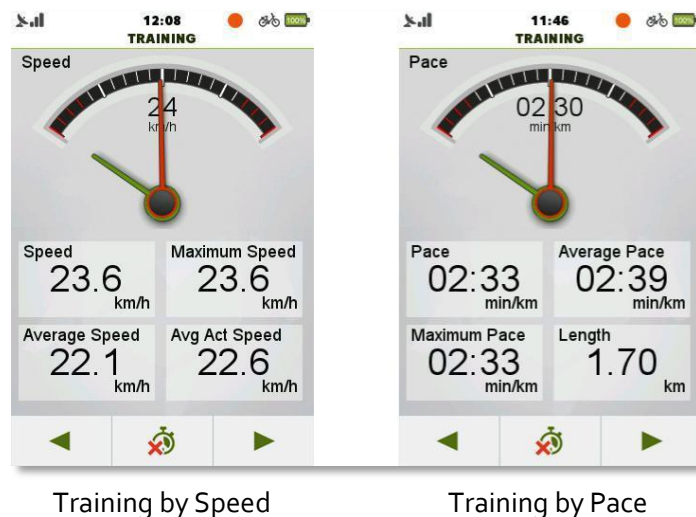 12:08
100%
TRAINING
Speed
24
km/h
Speed
23.6
km/h
Maximum Speed
23.6
km/h
Average Speed
22.1
km/h
Avg Act Speed
22.6
km/h
Training by Speed
11:46
100%
TRAINING
Pace
02:30
min/km
Pace
02:33
min/km
Average Pace
02:39
min/km
Maximum Pace
02:33
min/km
Length
1.70
km
Training by Pace